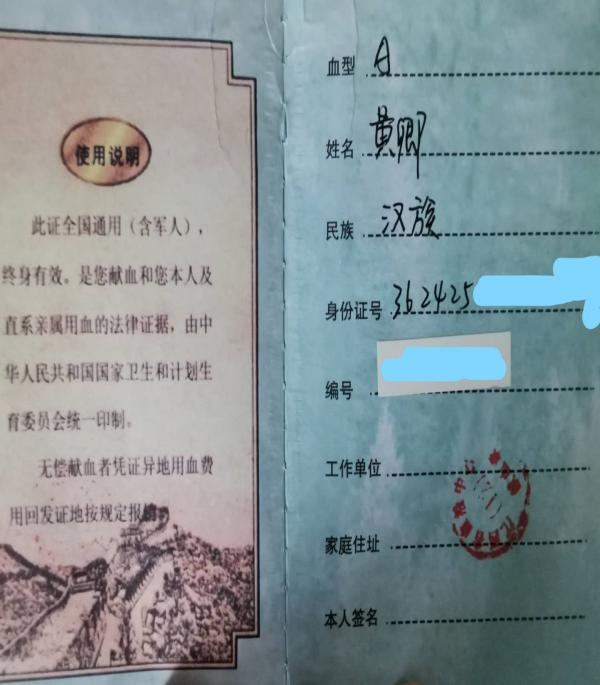 使用说明
此证全国通用（含军人），
终身有效。是您献血和您本人及
直系亲属用血的法律证据，由中
华人民共和国国家卫生和计划生
育委员会统一印制。
无偿献血者凭证异地用血费
用回发证地按规定报销。
血型 A
姓名 黄卿
民族 汉族
身份证号 362425
编号
工作单位
家庭住址
本人签名